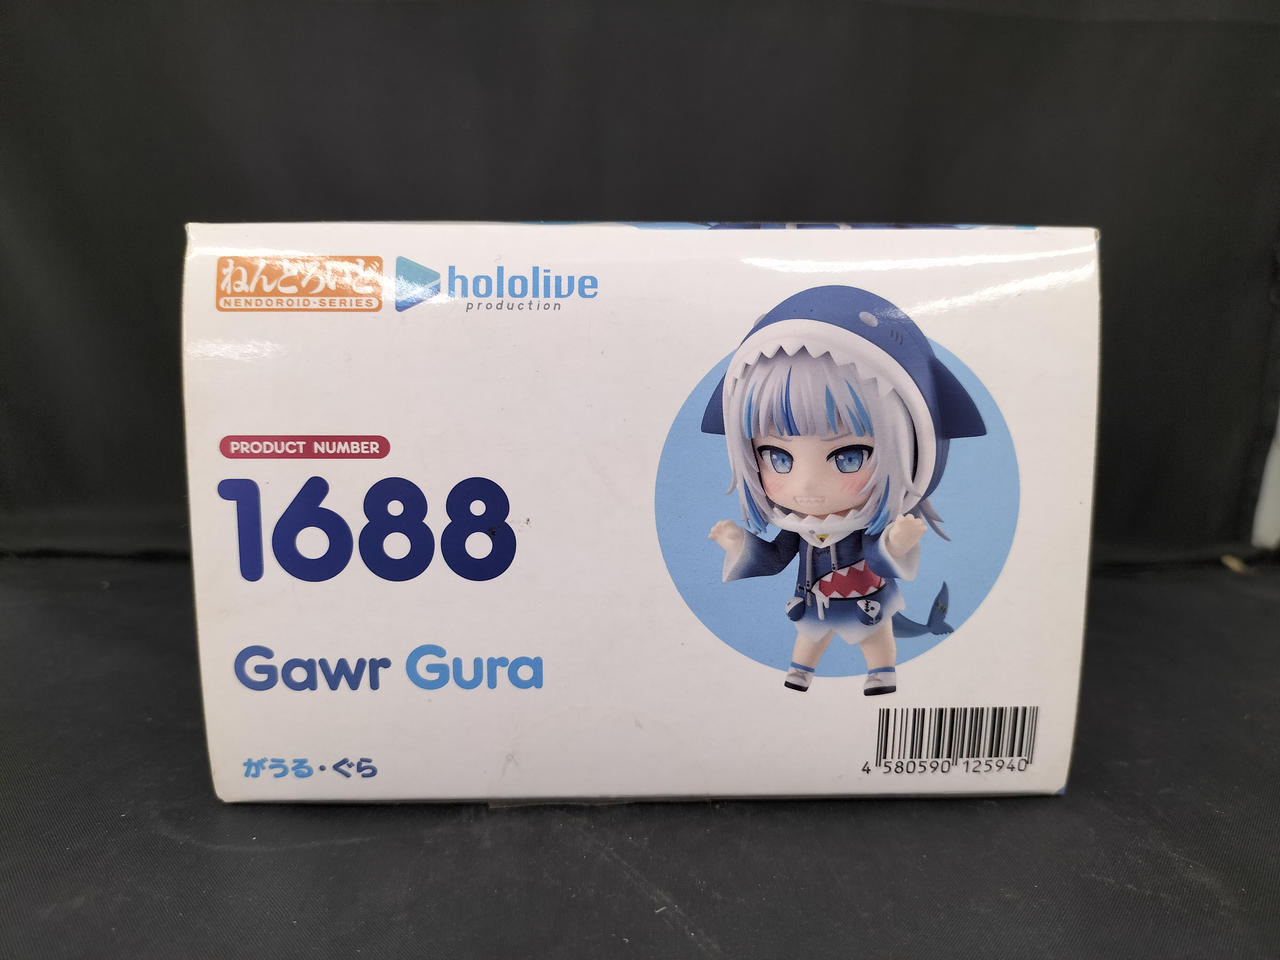 ねんどろいど
NENDOROID·SERIES
hololive
production
PRODUCT NUMBER
1688
Gawr Gura
がうる・ぐら
4 580590 125940